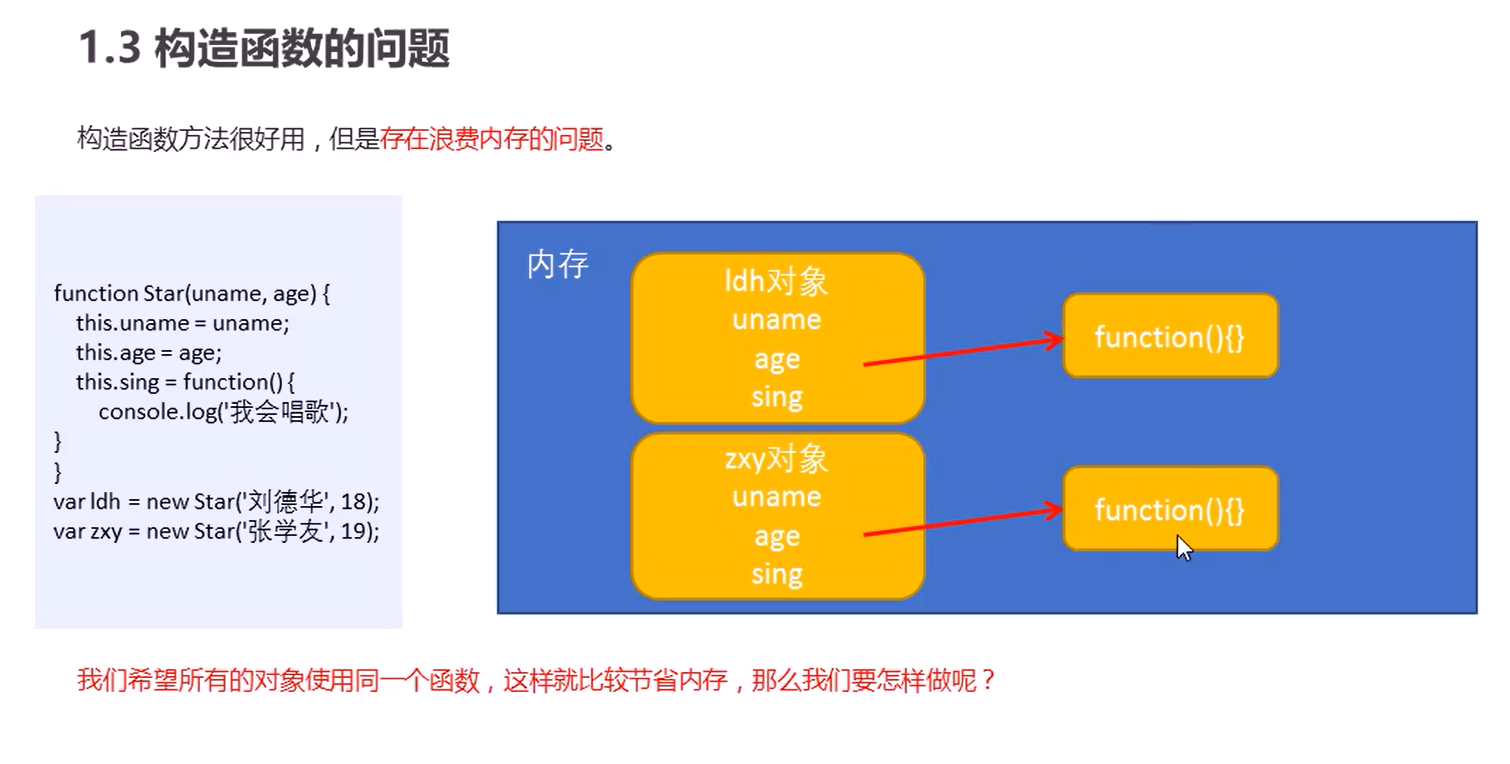 1.3 构造函数的问题
构造函数方法很好用，但是存在浪费内存的问题。
function Star(uname, age) {
this.uname = uname;
this.age = age;
this.sing = function() {
console.log('我会唱歌');
}
}
var ldh = new Star('刘德华', 18);
var zxy = new Star('张学友', 19);
内存
ldh对象
uname
age
sing
function(){}
zxy对象
uname
age
sing
function(){}
我们希望所有的对象使用同一个函数，这样就比较节省内存，那么我们要怎样做呢？